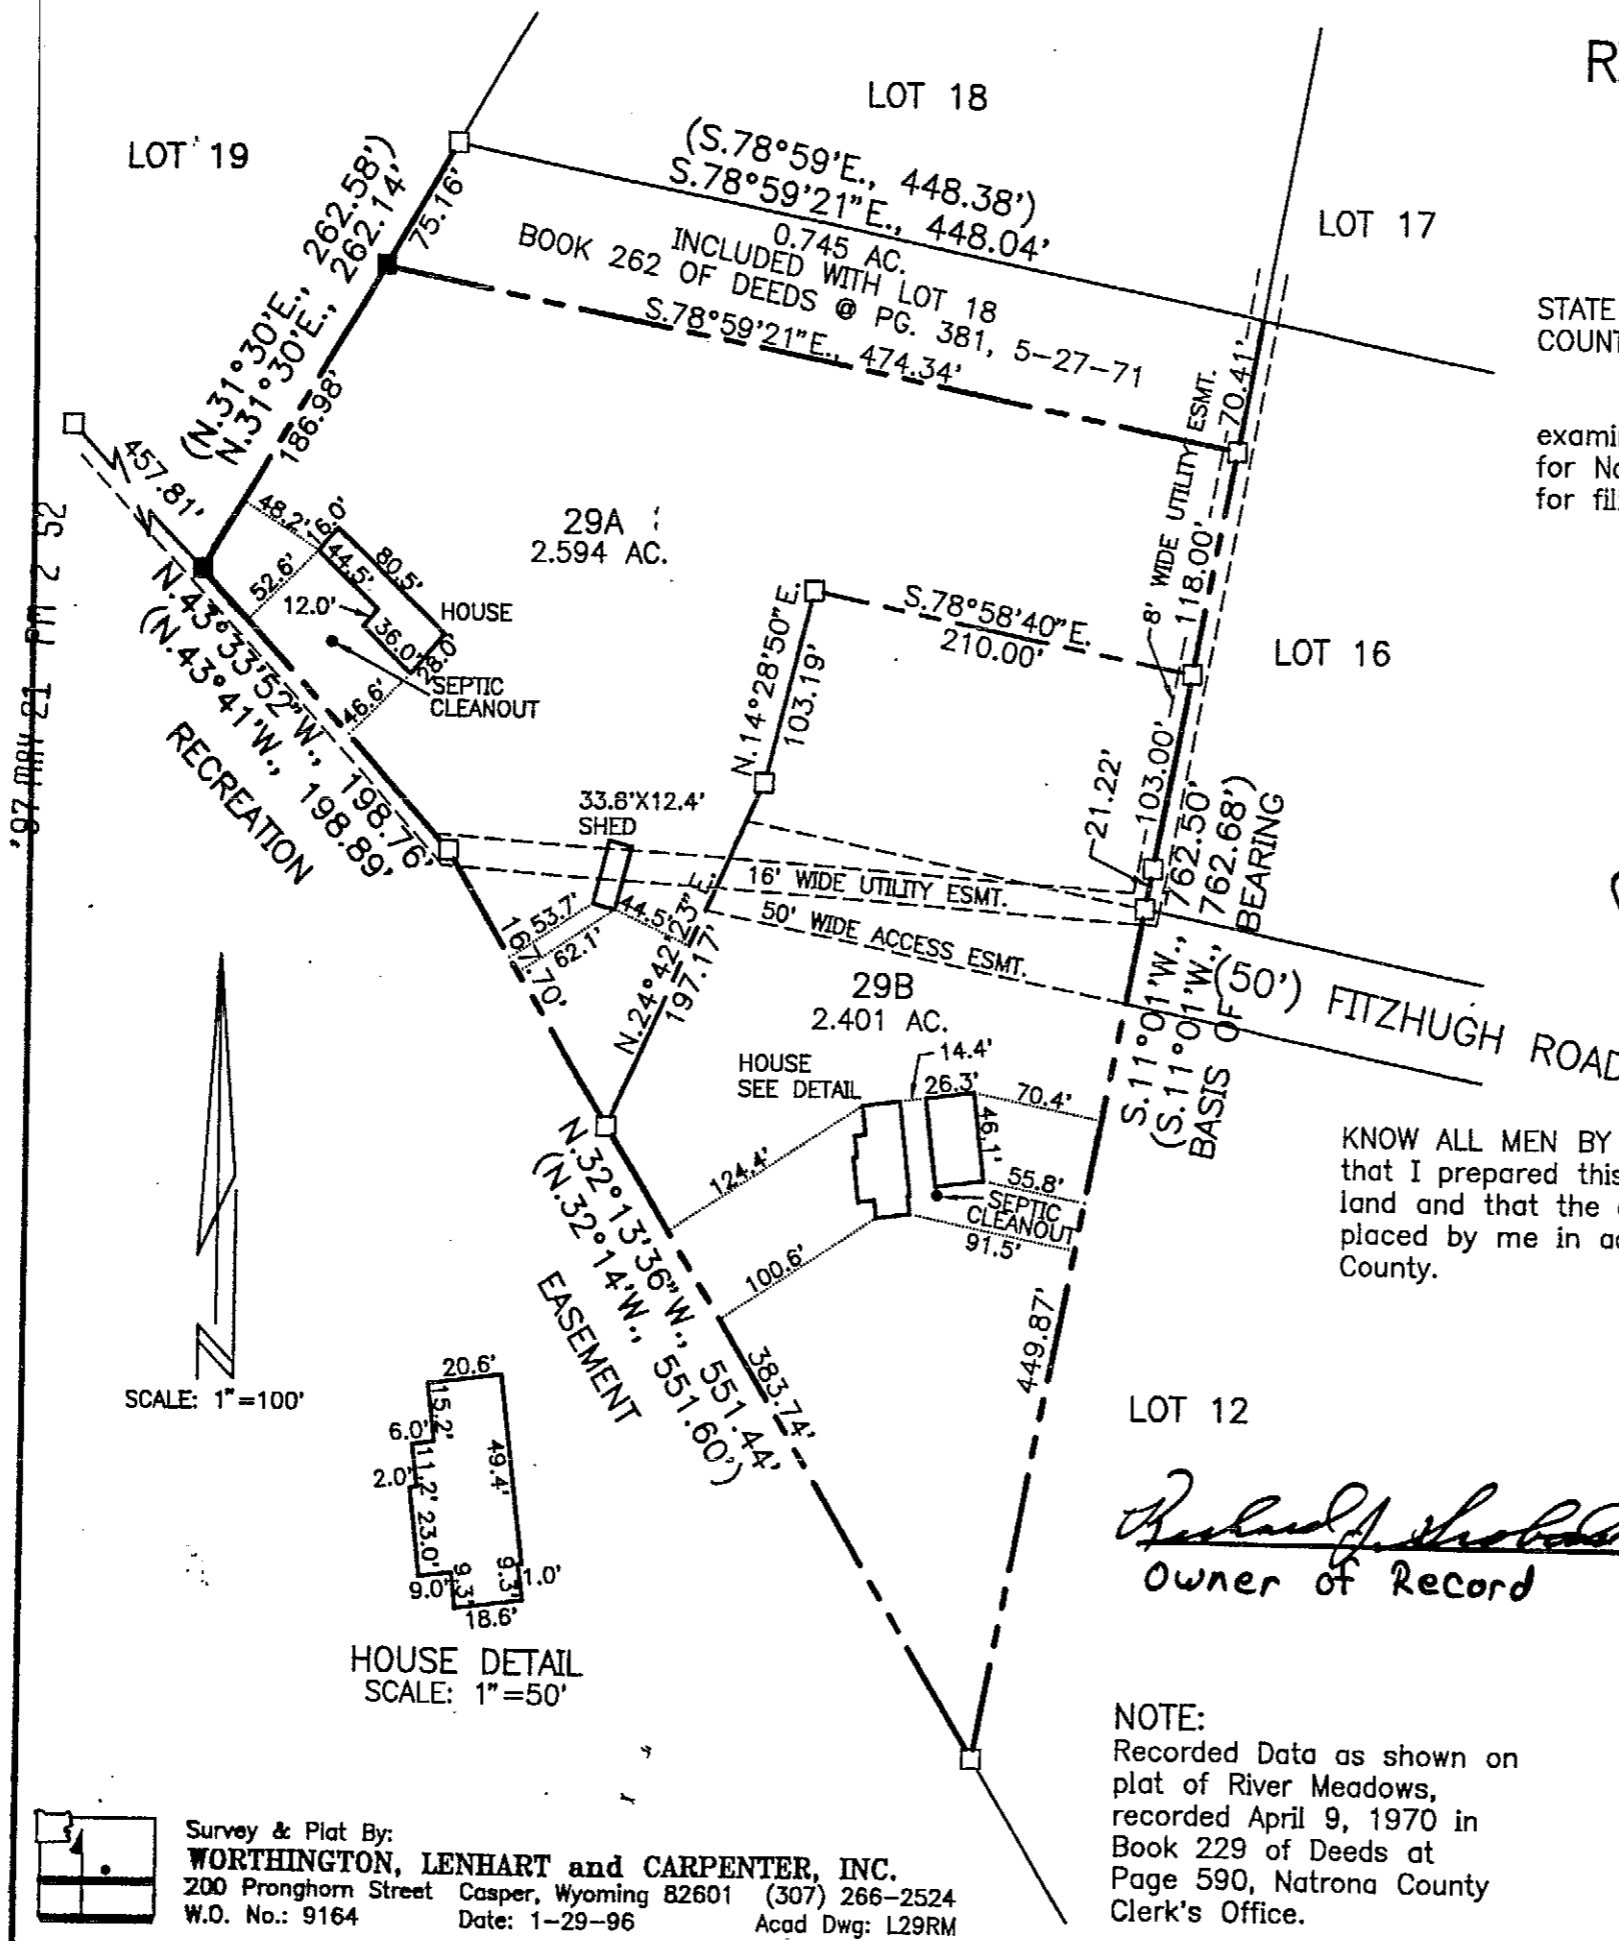 LOT 18
LOT 19
LOT 17
(S.78°59'E., 448.38')
S.78°59'21"E., 448.04'
0.745 AC.
INCLUDED WITH LOT 18
BOOK 262 OF DEEDS @ PG. 381, 5-27-71
S.78°59'21"E., 474.34'
75.16'
(N.31°30'E., 262.58')
N.31°30'E., 262.14'
186.98'
STATE
COUNT
examin
for Na
for fili
70.41'
8' WIDE UTILITY ESMT.
118.00'
457.81'
'97 MAY 21 PM 2 52
29A
2.594 AC.
48.2'
16.0'
80.5'
44.5'
52.6'
12.0'
36.0'
28.0'
HOUSE
SEPTIC
CLEANOUT
46.6'
N.43°33'52"W., 198.76'
(N.43°41'W., 198.89'
RECREATION
S.78°58'40"E.
210.00'
N.14°28'50"E.
103.19'
LOT 16
103.00'
21.22'
33.8'X12.4'
SHED
16' WIDE UTILITY ESMT.
50' WIDE ACCESS ESMT.
53.7'
62.1'
44.5'
167.70'
N.24°42'23"E.
197.17'
S.11°01'W., 762.50'
(S.11°01'W., 762.68')
BASIS OF BEARING
(50') FITZHUGH ROAD
29B
2.401 AC.
HOUSE
SEE DETAIL
14.4'
26.3'
70.4'
46.1'
124.4'
55.8'
SEPTIC
CLEANOUT
91.5'
100.6'
N.32°13'36"W., 551.44'
(N.32°14'W., 551.60')
EASEMENT
383.74'
449.87'
KNOW ALL MEN BY
that I prepared this
land and that the
placed by me in ac
County.
SCALE: 1"=100'
20.6'
15.2'
6.0'
11.2'
2.0'
49.4'
23.0'
9.0'
9.3'
9.3'
1.0'
18.6'
HOUSE DETAIL
SCALE: 1"=50'
LOT 12
Owner of Record
NOTE:
Recorded Data as shown on
plat of River Meadows,
recorded April 9, 1970 in
Book 229 of Deeds at
Page 590, Natrona County
Clerk's Office.
Survey & Plat By:
WORTHINGTON, LENHART and CARPENTER, INC.
200 Pronghorn Street Casper, Wyoming 82601 (307) 266-2524
W.O. No.: 9164 Date: 1-29-96 Acad Dwg: L29RM